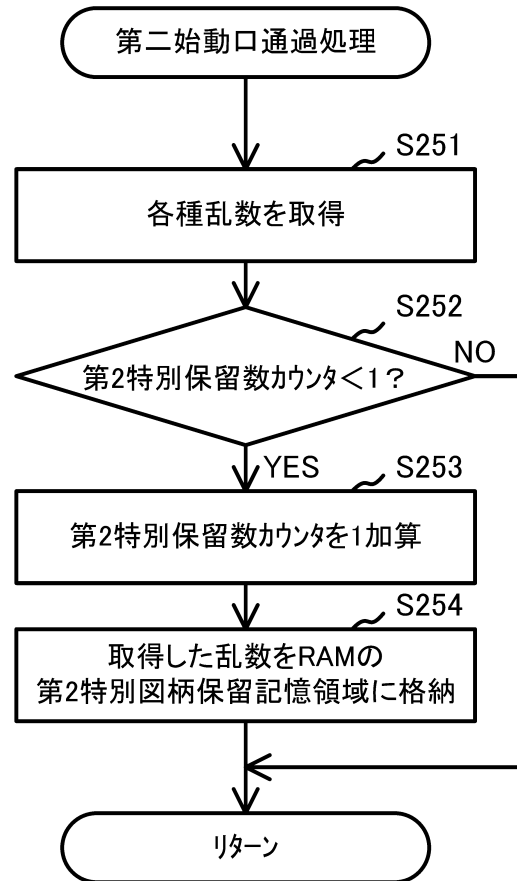 第二始動口通過処理
S251
各種乱数を取得
S252
第2特別保留数ｶｳﾝﾀ＜1？
NO
YES
S253
第2特別保留数ｶｳﾝﾀを1加算
S254
取得した乱数をRAMの
第2特別図柄保留記憶領域に格納
ﾘﾀｰﾝ